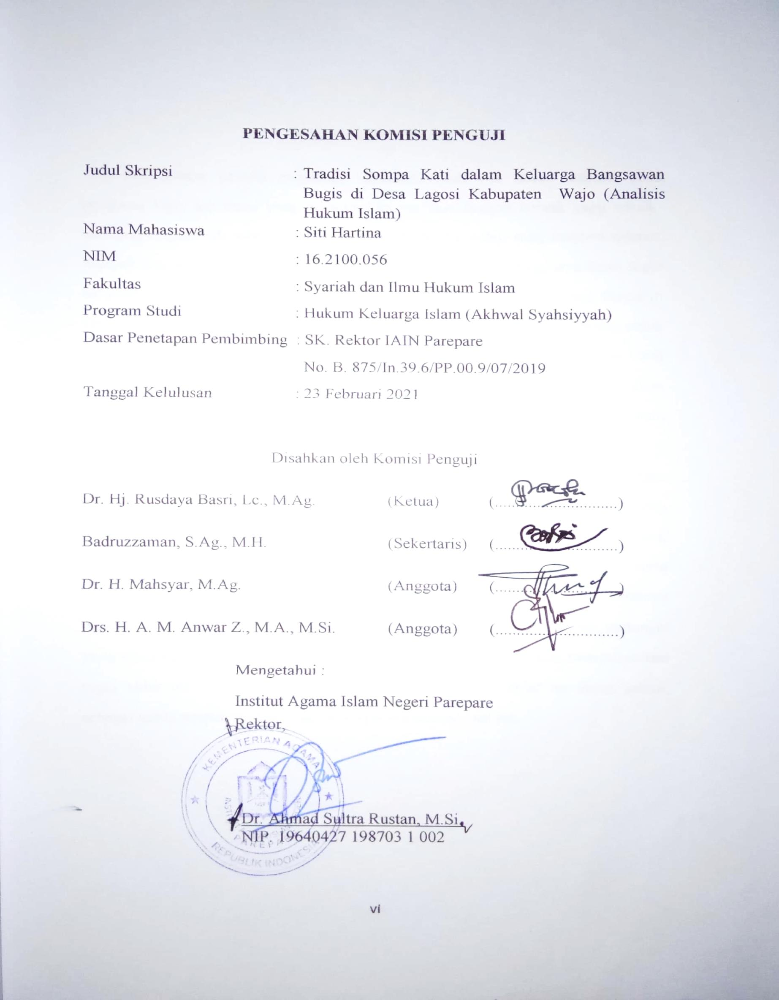 PENGESAHAN KOMISI PENGUJI
Judul Skripsi : Tradisi Sompa Kati dalam Keluarga Bangsawan
Bugis di Desa Lagosi Kabupaten Wajo (Analisis
Hukum Islam)
Nama Mahasiswa : Siti Hartina
NIM : 16.2100.056
Fakultas : Syariah dan Ilmu Hukum Islam
Program Studi : Hukum Keluarga Islam (Akhwal Syahsiyyah)
Dasar Penetapan Pembimbing : SK. Rektor IAIN Parepare
No. B. 875/In.39.6/PP.00.9/07/2019
Tanggal Kelulusan : 23 Februari 2021
Disahkan oleh Komisi Penguji
Dr. Hj. Rusdaya Basri, Lc., M.Ag. (Ketua) (..............................)
Badruzzaman, S.Ag., M.H. (Sekertaris) (..............................)
Dr. H. Mahsyar, M.Ag. (Anggota) (..............................)
Drs. H. A. M. Anwar Z., M.A., M.Si. (Anggota) (..............................)
Mengetahui :
Institut Agama Islam Negeri Parepare
Rektor,
KEMENTERIAN AGAMA
Dr. Ahmad Sultra Rustan, M.Si.
NIP. 19640427 198703 1 002
PAREPARE
REPUBLIK INDONESIA
vi